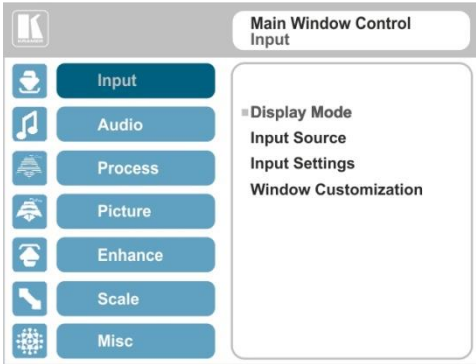 Main Window Control
Input
Input
Audio
Process
Picture
Enhance
Scale
Misc
Display Mode
Input Source
Input Settings
Window Customization